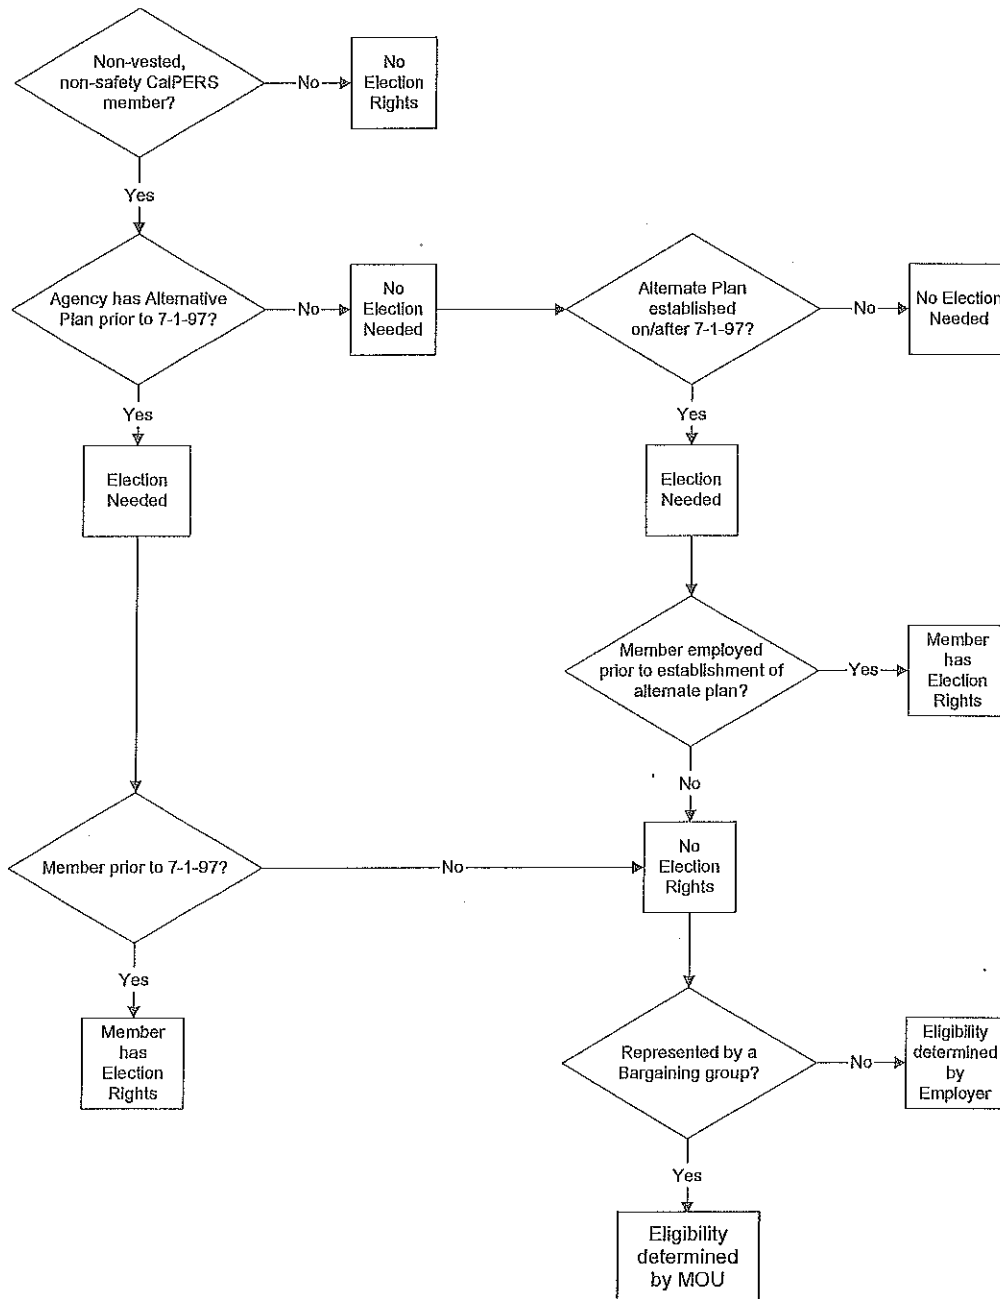 Non-vested,
non-safety CalPERS
member?
No
No
Election
Rights
Yes
Agency has Alternative
Plan prior to 7-1-97?
No
No
Election
Needed
Alternate Plan
established
on/after 7-1-97?
No
No Election
Needed
Yes
Election
Needed
Yes
Election
Needed
Member employed
prior to establishment of
alternate plan?
Yes
Member
has
Election
Rights
No
Member prior to 7-1-97?
No
No
Election
Rights
Yes
Member
has
Election
Rights
Represented by a
Bargaining group?
No
Eligibility
determined
by
Employer
Yes
Eligibility
determined
by MOU